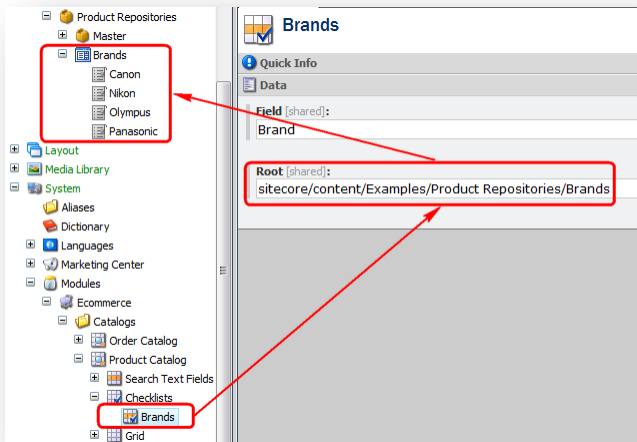 Product Repositories
Master
Brands
Canon
Nikon
Olympus
Panasonic
Layout
Media Library
System
Aliases
Dictionary
Languages
Marketing Center
Modules
Ecommerce
Catalogs
Order Catalog
Product Catalog
Search Text Fields
Checklists
Brands
Grid
Brands
Quick Info
Data
Field [shared]:
Brand
Root [shared]:
sitecore/content/Examples/Product Repositories/Brands